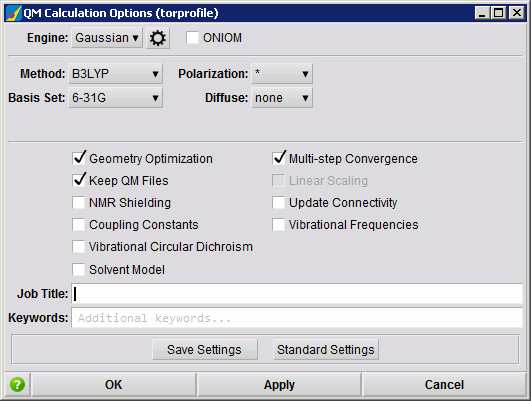 QM Calculation Options (torprofile)
Engine: Gaussian ONIOM
Method: B3LYP Polarization: *
Basis Set: 6-31G Diffuse: none
Geometry Optimization Multi-step Convergence
Keep QM Files Linear Scaling
NMR Shielding Update Connectivity
Coupling Constants Vibrational Frequencies
Vibrational Circular Dichroism
Solvent Model
Job Title:
Keywords: Additional keywords...
Save Settings Standard Settings
? OK Apply Cancel